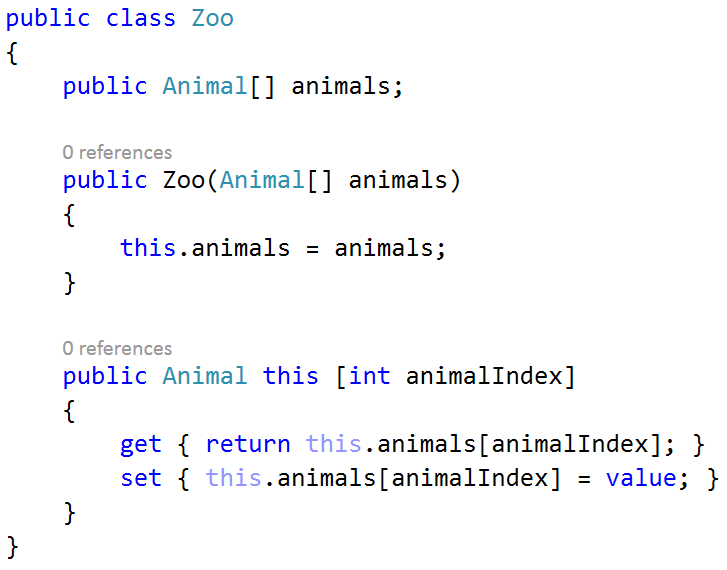 public class Zoo
{
    public Animal[] animals;
    0 references
    public Zoo(Animal[] animals)
    {
        this.animals = animals;
    }
    0 references
    public Animal this [int animalIndex]
    {
        get { return this.animals[animalIndex]; }
        set { this.animals[animalIndex] = value; }
    }
}